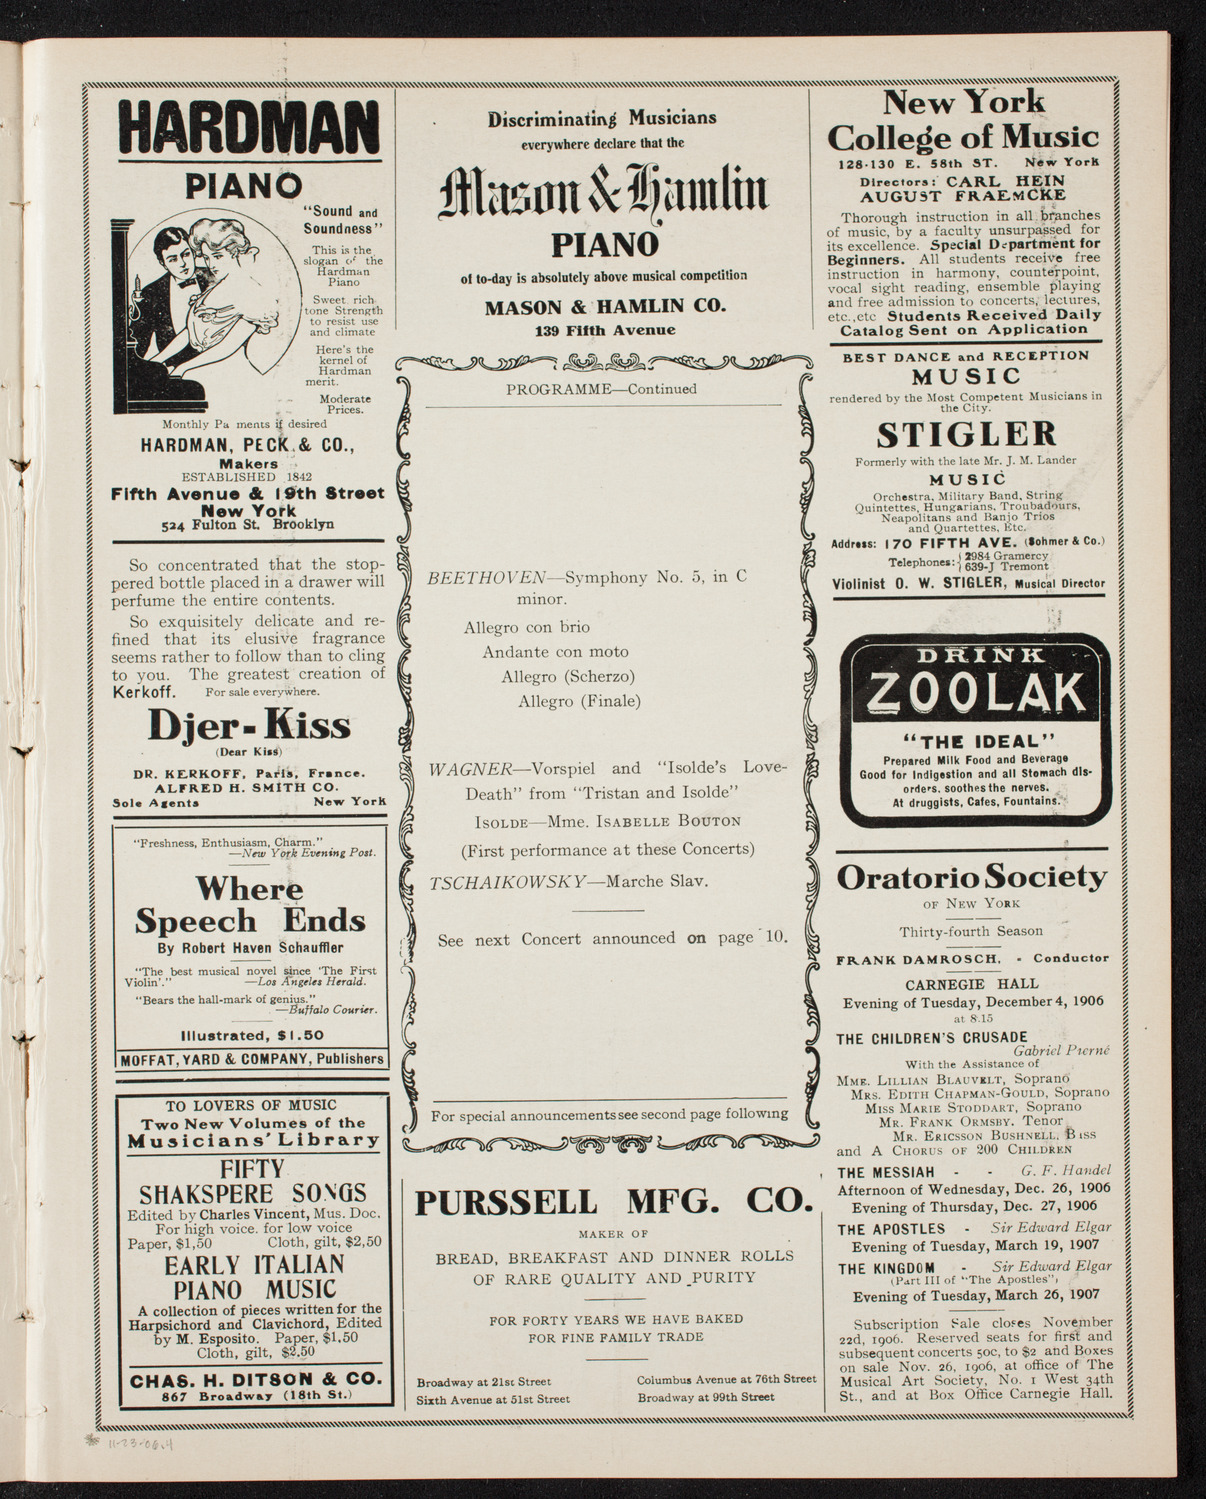 HARDMAN
PIANO
"Sound and
Soundness"
This is the
slogan of the
Hardman
Piano
Sweet rich
tone Strength
to resist use
and climate
Here's the
kernel of
Hardman
merit.
Moderate
Prices.
Monthly Pa ments if desired
HARDMAN, PECK & CO.,
Makers
ESTABLISHED 1842
Fifth Avenue & 19th Street
New York
524 Fulton St. Brooklyn
So concentrated that the stop-
pered bottle placed in a drawer will
perfume the entire contents.
So exquisitely delicate and re-
fined that its elusive fragrance
seems rather to follow than to cling
to you. The greatest creation of
Kerkoff. For sale everywhere.
Djer-Kiss
(Dear Kiss)
DR. KERKOFF, Paris, France.
ALFRED H. SMITH CO.
Sole Agents New York
"Freshness, Enthusiasm, Charm."
—New York Evening Post.
Where
Speech Ends
By Robert Haven Schauffler
"The best musical novel since 'The First
Violin'." —Los Angeles Herald.
"Bears the hall-mark of genius."
—Buffalo Courier.
Illustrated, $1.50
MOFFAT, YARD & COMPANY, Publishers
TO LOVERS OF MUSIC
Two New Volumes of the
Musicians' Library
FIFTY
SHAKSPERE SONGS
Edited by Charles Vincent, Mus. Doc.
For high voice. for low voice
Paper, $1,50 Cloth, gilt, $2,50
EARLY ITALIAN
PIANO MUSIC
A collection of pieces written for the
Harpsichord and Clavichord, Edited
by M. Esposito. Paper, $1.50
Cloth, gilt, $2.50
CHAS. H. DITSON & CO.
867 Broadway (18th St.)
Discriminating Musicians
everywhere declare that the
Mason & Hamlin
PIANO
of to-day is absolutely above musical competition
MASON & HAMLIN CO.
139 Fifth Avenue
PROGRAMME—Continued
BEETHOVEN—Symphony No. 5, in C
minor.
Allegro con brio
Andante con moto
Allegro (Scherzo)
Allegro (Finale)
WAGNER—Vorspiel and "Isolde's Love-
Death" from "Tristan and Isolde"
ISOLDE—Mme. ISABELLE BOUTON
(First performance at these Concerts)
TSCHAIKOWSKY—Marche Slav.
See next Concert announced on page 10.
For special announcements see second page following
PURSSELL MFG. CO.
MAKER OF
BREAD, BREAKFAST AND DINNER ROLLS
OF RARE QUALITY AND PURITY
FOR FORTY YEARS WE HAVE BAKED
FOR FINE FAMILY TRADE
Broadway at 21st Street Columbus Avenue at 76th Street
Sixth Avenue at 51st Street Broadway at 99th Street
New York
College of Music
128-130 E. 58th ST. New York
Directors: CARL HEIN
AUGUST FRAEMCKE
Thorough instruction in all branches
of music, by a faculty unsurpassed for
its excellence. Special Department for
Beginners. All students receive free
instruction in harmony, counterpoint,
vocal sight reading, ensemble playing
and free admission to concerts, lectures,
etc.,etc Students Received Daily
Catalog Sent on Application
BEST DANCE and RECEPTION
MUSIC
rendered by the Most Competent Musicians in
the City.
STIGLER
Formerly with the late Mr. J. M. Lander
MUSIC
Orchestra, Military Band, String
Quintettes, Hungarians, Troubadours,
Neapolitans and Banjo Trios
and Quartettes, Etc.
Address: 170 FIFTH AVE. (Sohmer & Co.)
Telephones: { 2984 Gramercy
639-J Tremont
Violinist O. W. STIGLER, Musical Director
DRINK
ZOOLAK
"THE IDEAL"
Prepared Milk Food and Beverage
Good for Indigestion and all Stomach dis-
orders. soothes the nerves.
At druggists, Cafes, Fountains.
Oratorio Society
OF NEW YORK
Thirty-fourth Season
FRANK DAMROSCH, - Conductor
CARNEGIE HALL
Evening of Tuesday, December 4, 1906
at 8.15
THE CHILDREN'S CRUSADE
Gabriel Pierné
With the Assistance of
MME. LILLIAN BLAUVELT, Soprano
MRS. EDITH CHAPMAN-GOULD, Soprano
MISS MARIE STODDART, Soprano
MR. FRANK ORMSBY. Tenor
MR. ERICSSON BUSHNELL, Bass
and A CHORUS OF 200 CHILDREN
THE MESSIAH - - G. F. Handel
Afternoon of Wednesday, Dec. 26, 1906
Evening of Thursday, Dec. 27, 1906
THE APOSTLES - Sir Edward Elgar
Evening of Tuesday, March 19, 1907
THE KINGDOM - Sir Edward Elgar
(Part III of "The Apostles")
Evening of Tuesday, March 26, 1907
Subscription Sale closes November
22d, 1906. Reserved seats for first and
subsequent concerts 50c, to $2 and Boxes
on sale Nov. 26, 1906, at office of The
Musical Art Society, No. 1 West 34th
St., and at Box Office Carnegie Hall.
11-23-06.4